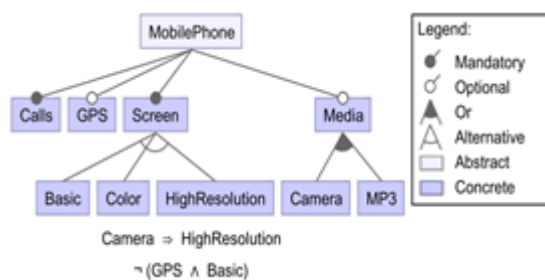 MobilePhone
Calls
GPS
Screen
Media
Basic
Color
HighResolution
Camera
MP3
Camera ⇒ HighResolution
¬ (GPS ∧ Basic)
Legend:
Mandatory
Optional
Or
Alternative
Abstract
Concrete